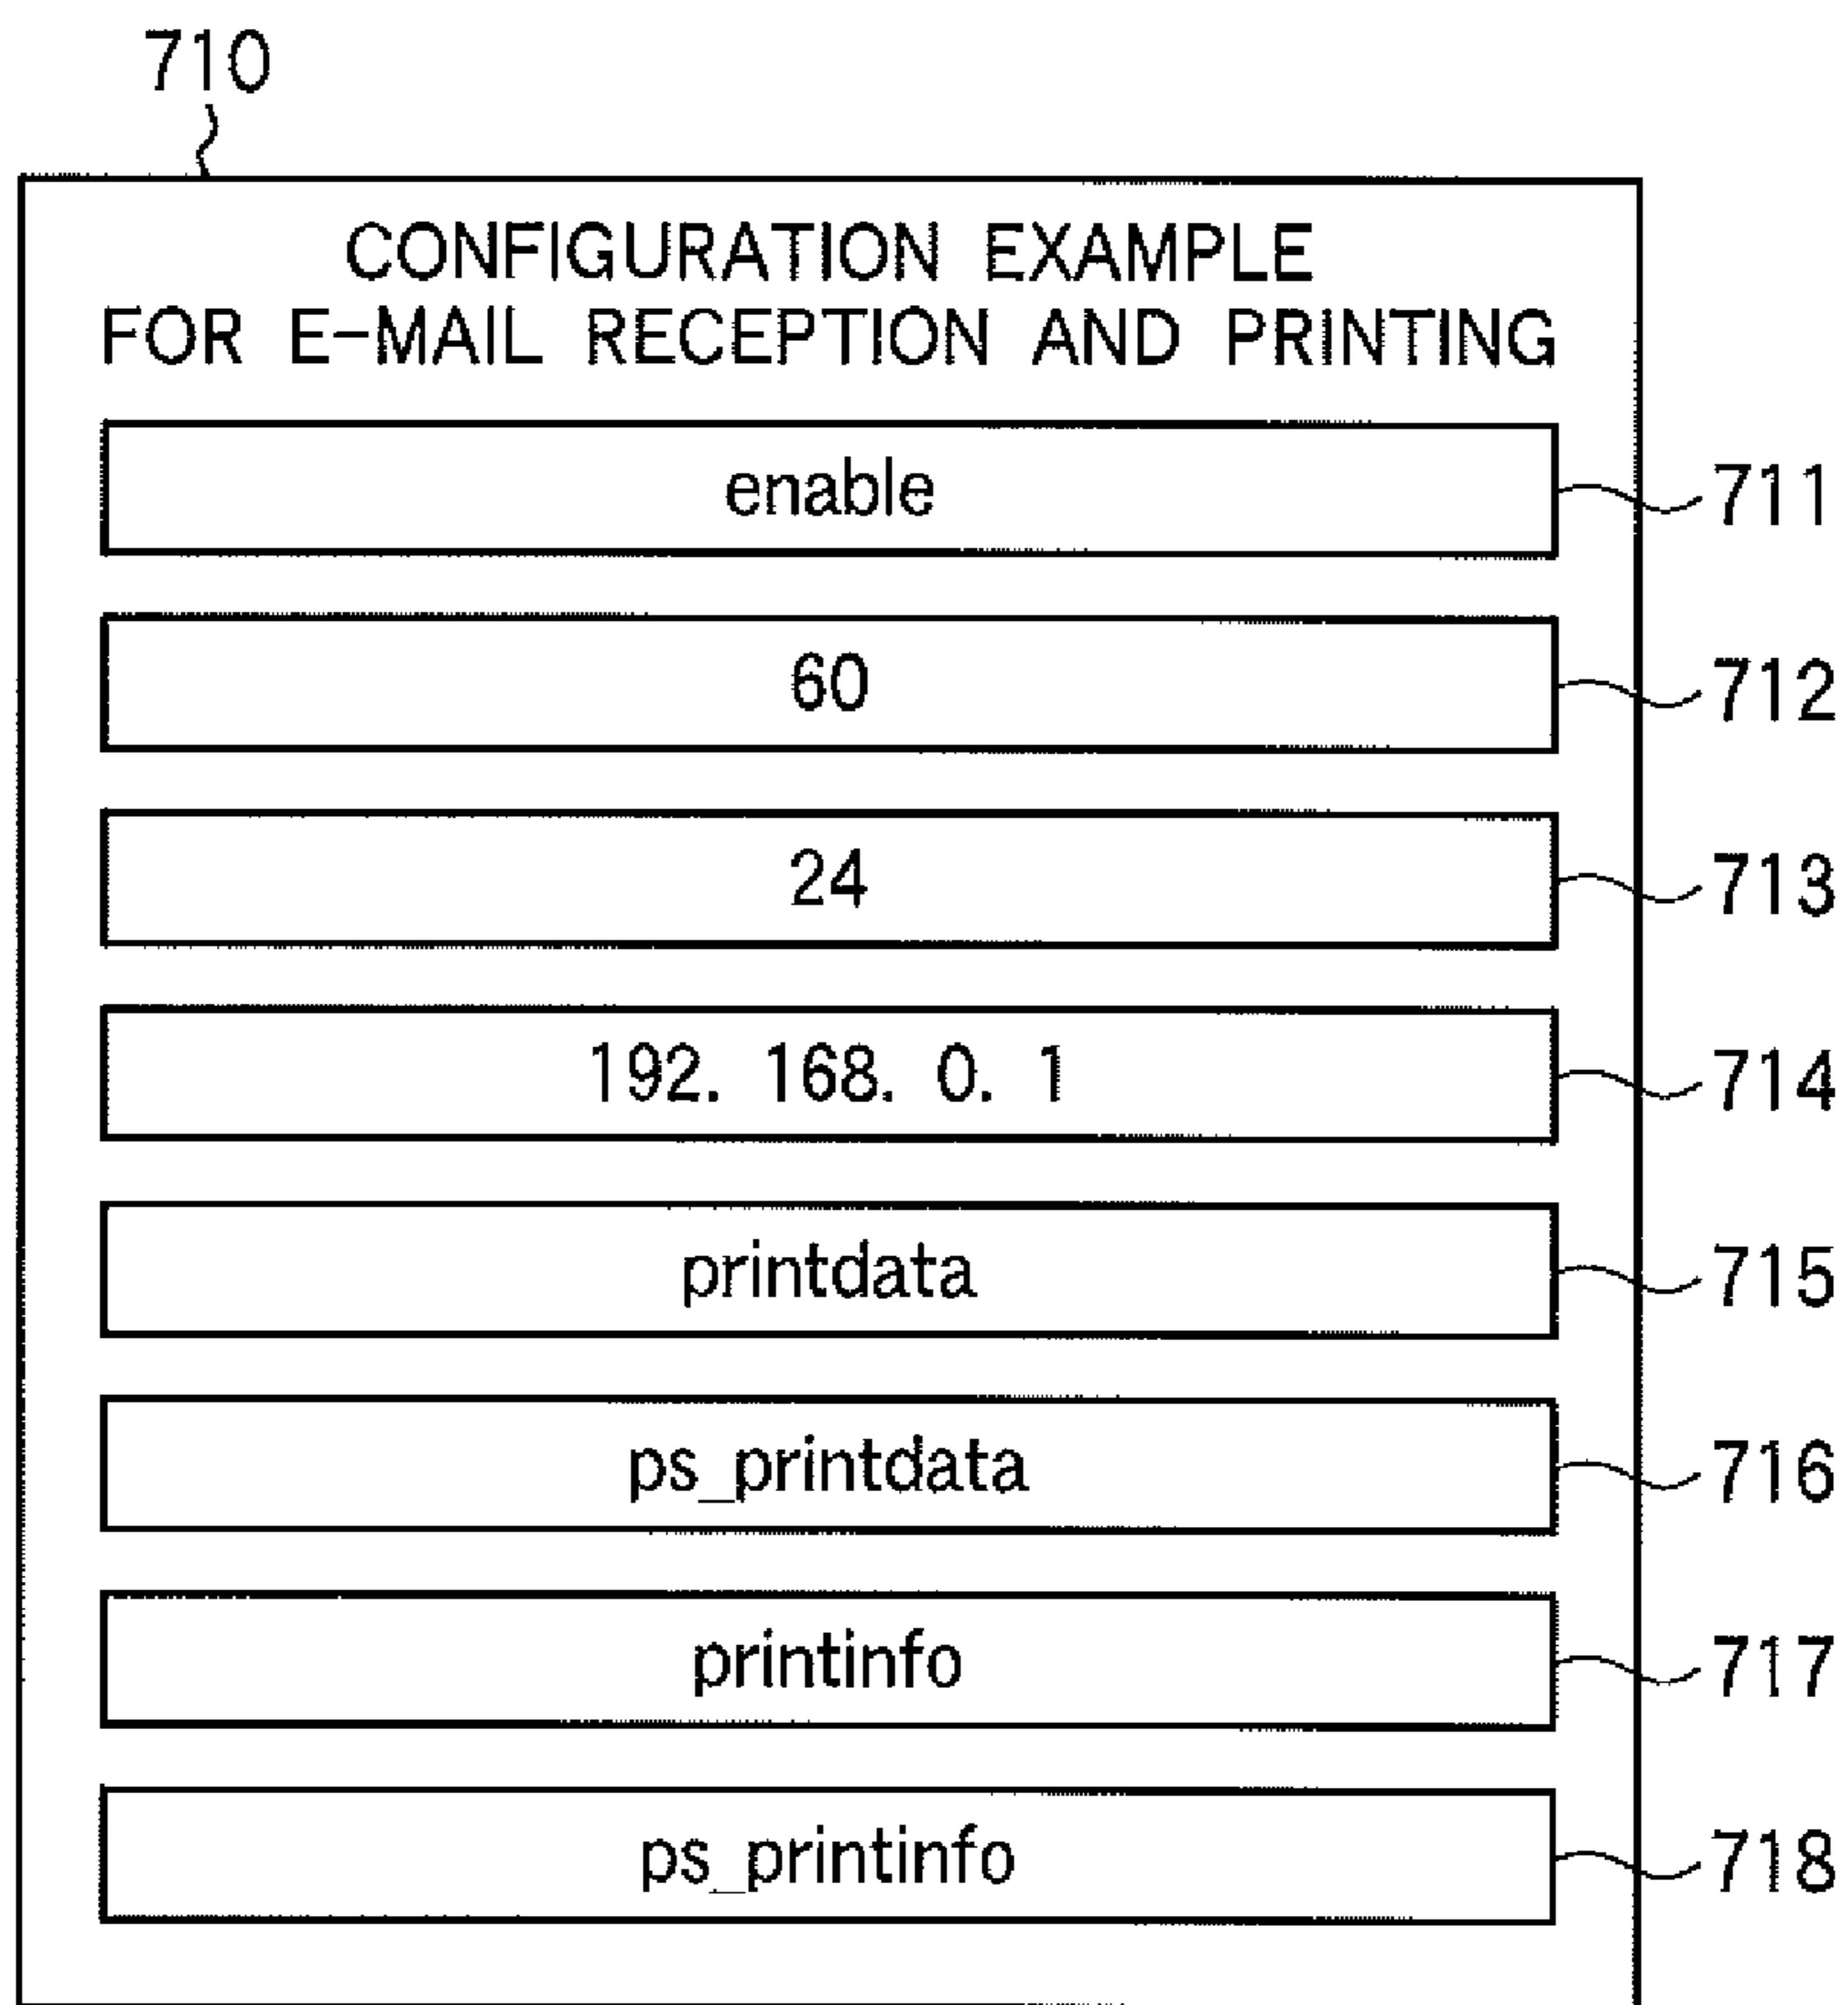 710
CONFIGURATION EXAMPLE
FOR E-MAIL RECEPTION AND PRINTING
enable 711
60 712
24 713
192. 168. 0. 1 714
printdata 715
ps_printdata 716
printinfo 717
ps_printinfo 718